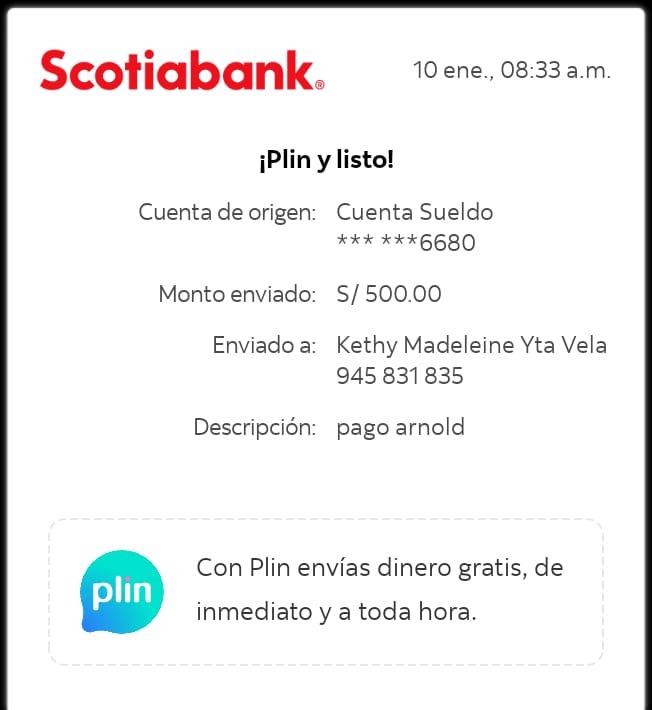 Scotiabank®
10 ene., 08:33 a.m.
¡Plin y listo!
Cuenta de origen: Cuenta Sueldo
*** ***6680
Monto enviado: S/ 500.00
Enviado a: Kethy Madeleine Yta Vela
945 831 835
Descripción: pago arnold
plin
Con Plin envías dinero gratis, de
inmediato y a toda hora.